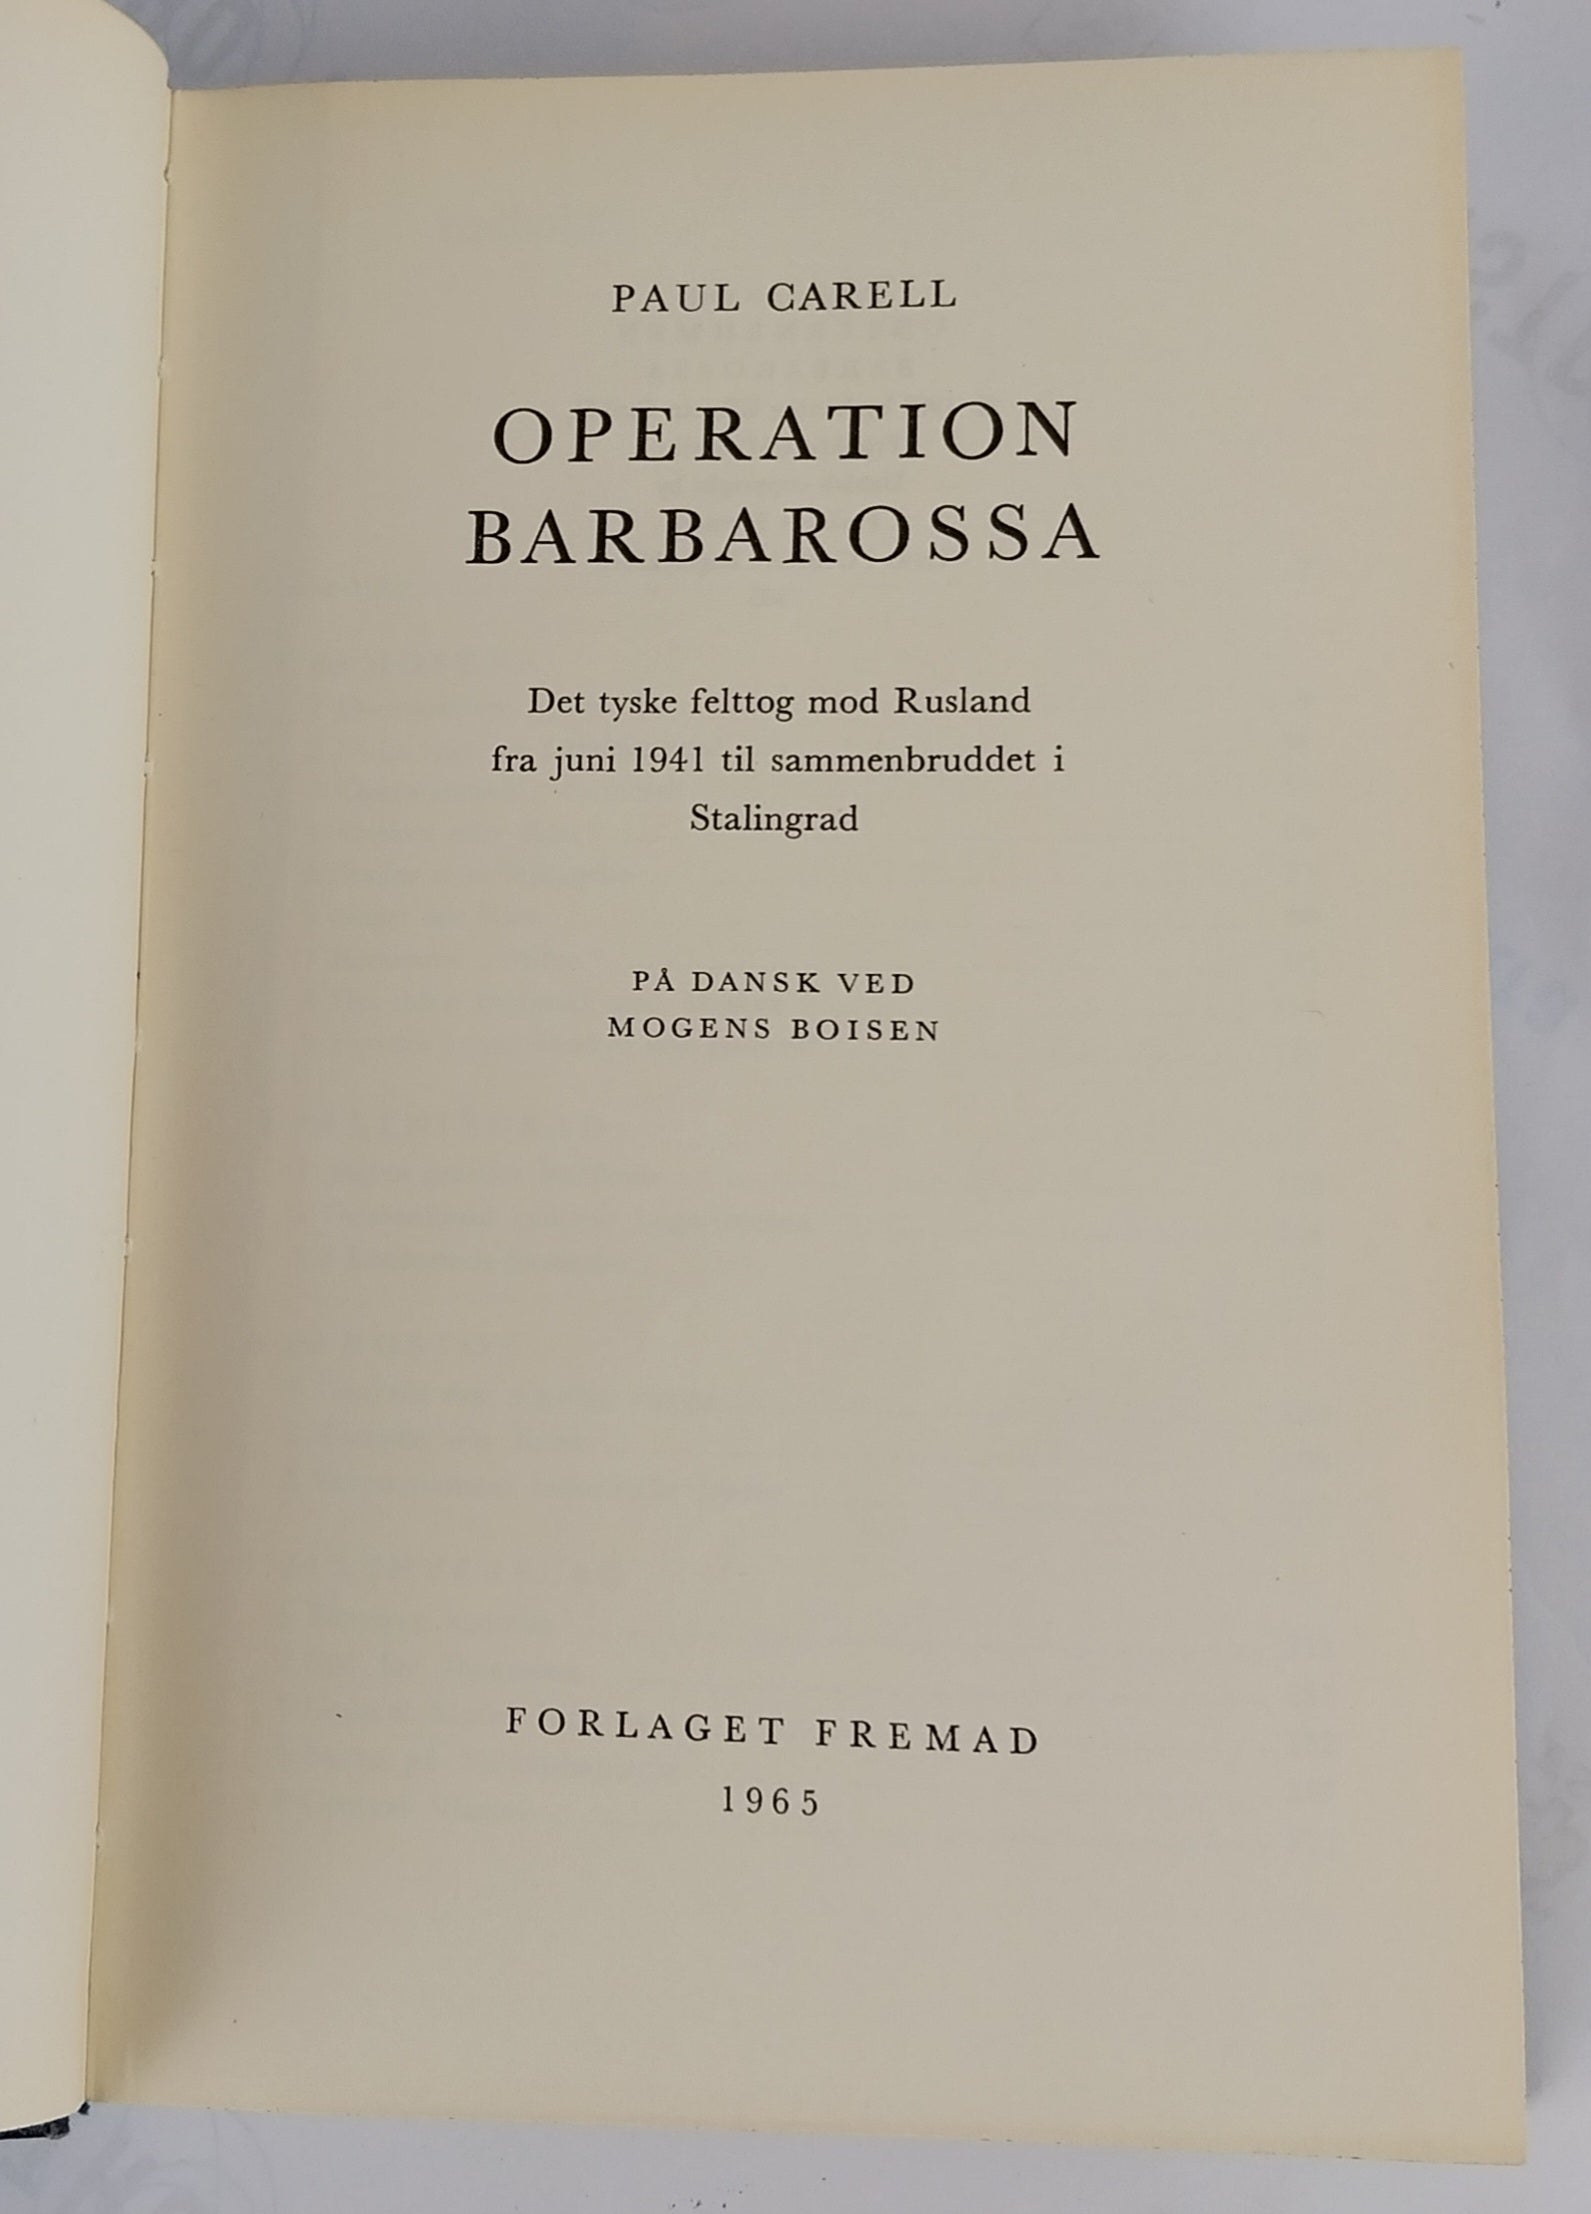 PAUL CARELL
OPERATION
BARBAROSSA
Det tyske felttog mod Rusland
fra juni 1941 til sammenbruddet i
Stalingrad
PÅ DANSK VED
MOGENS BOISEN
FORLAGET FREMAD
1965